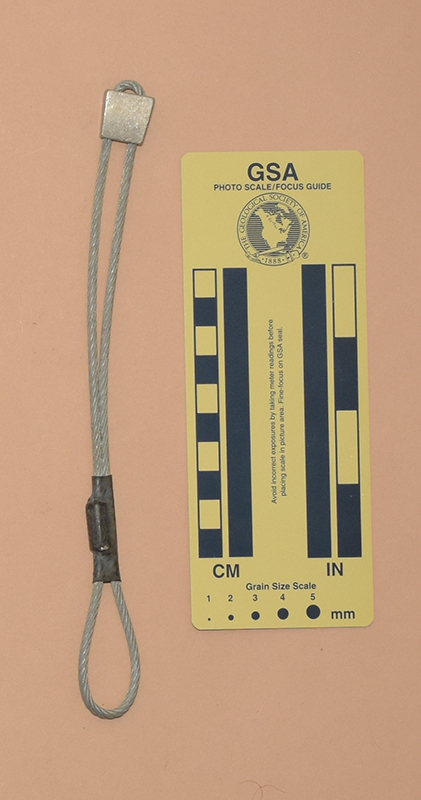 GSA
PHOTO SCALE/FOCUS GUIDE
THE GEOLOGICAL SOCIETY OF AMERICA
1888
®
Avoid incorrect exposures by taking meter readings before
placing scale in picture area. Fine-focus on GSA seal.
CM
IN
Grain Size Scale
1 2 3 4 5
mm